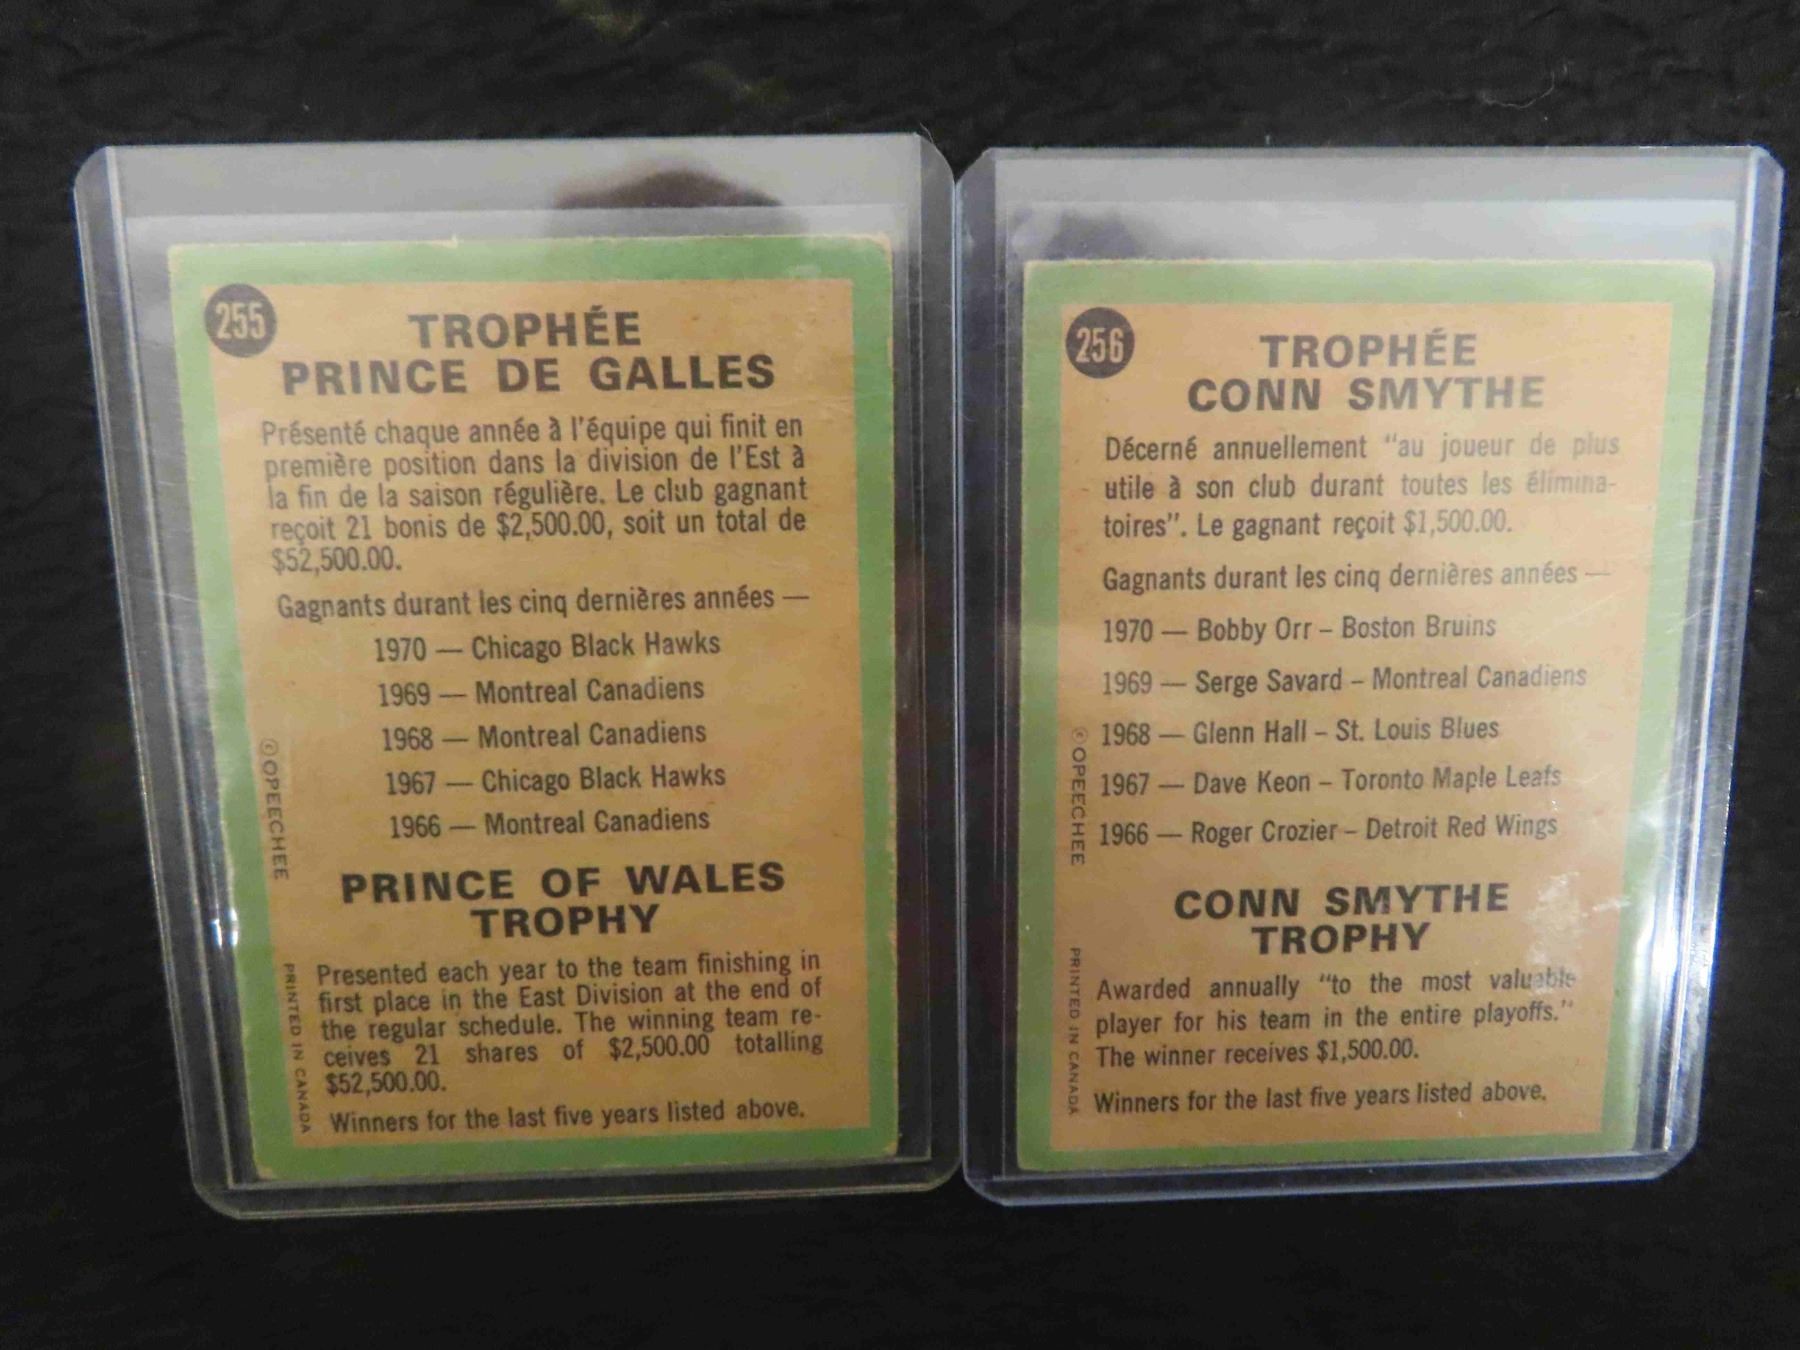 255
TROPHÉE
PRINCE DE GALLES
Présenté chaque année à l'équipe qui finit en
première position dans la division de l'Est à
la fin de la saison régulière. Le club gagnant
reçoit 21 bonis de $2,500.00, soit un total de
$52,500.00.
Gagnants durant les cinq dernières années —
1970 — Chicago Black Hawks
1969 — Montreal Canadiens
1968 — Montreal Canadiens
1967 — Chicago Black Hawks
1966 — Montreal Canadiens
PRINCE OF WALES
TROPHY
Presented each year to the team finishing in
first place in the East Division at the end of
the regular schedule. The winning team re-
ceives 21 shares of $2,500.00 totalling
$52,500.00.
Winners for the last five years listed above.
©OPEECHEE
PRINTED IN CANADA
256
TROPHÉE
CONN SMYTHE
Décerné annuellement "au joueur de plus
utile à son club durant toutes les élimina-
toires". Le gagnant reçoit $1,500.00.
Gagnants durant les cinq dernières années —
1970 — Bobby Orr – Boston Bruins
1969 — Serge Savard – Montreal Canadiens
1968 — Glenn Hall – St. Louis Blues
1967 — Dave Keon – Toronto Maple Leafs
1966 — Roger Crozier – Detroit Red Wings
CONN SMYTHE
TROPHY
Awarded annually "to the most valuable
player for his team in the entire playoffs."
The winner receives $1,500.00.
Winners for the last five years listed above.
©OPEECHEE
PRINTED IN CANADA